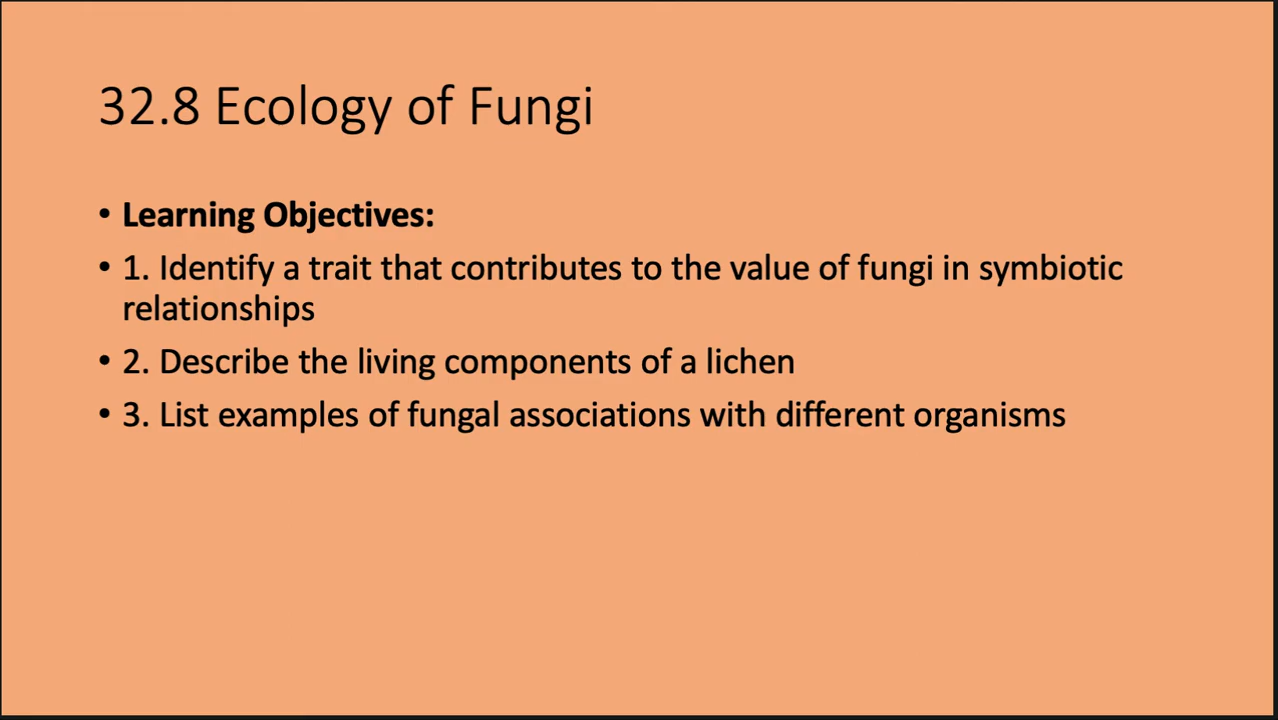 32.8 Ecology of Fungi
• Learning Objectives:
• 1. Identify a trait that contributes to the value of fungi in symbiotic
relationships
• 2. Describe the living components of a lichen
• 3. List examples of fungal associations with different organisms